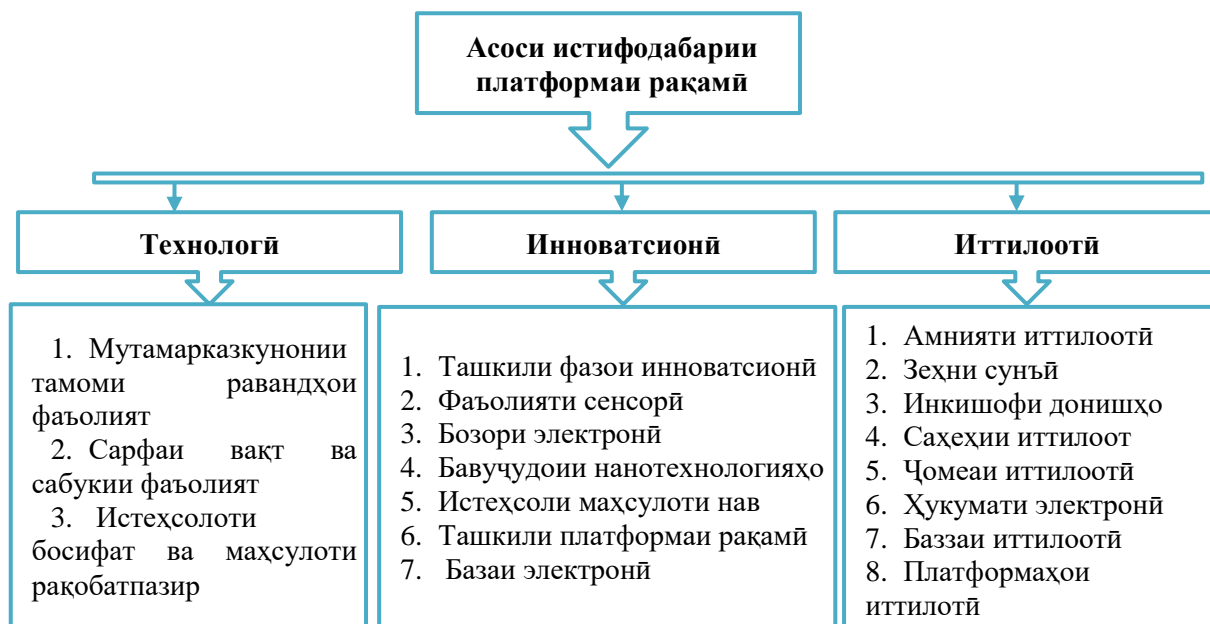 Асоси истифодабарии
платформаи рақамӣ
Технологӣ
Инноватсионӣ
Иттилоотӣ
1. Мутамарказкунонии
тамоми равандҳои
фаъолият
2. Сарфаи вақт ва
сабукии фаъолият
3. Истеҳсолоти
босифат ва маҳсулоти
рақобатпазир
1. Ташкили фазои инноватсионӣ
2. Фаъолияти сенсорӣ
3. Бозори электронӣ
4. Бавуҷудоии нанотехнологияҳо
5. Истеҳсоли маҳсулоти нав
6. Ташкили платформаи рақамӣ
7. Базаи электронӣ
1. Амнияти иттилоотӣ
2. Зеҳни сунъӣ
3. Инкишофи донишҳо
4. Саҳеҳии иттилоот
5. Ҷомеаи иттилоотӣ
6. Ҳукумати электронӣ
7. Баззаи иттилоотӣ
8. Платформаҳои
иттилотӣ